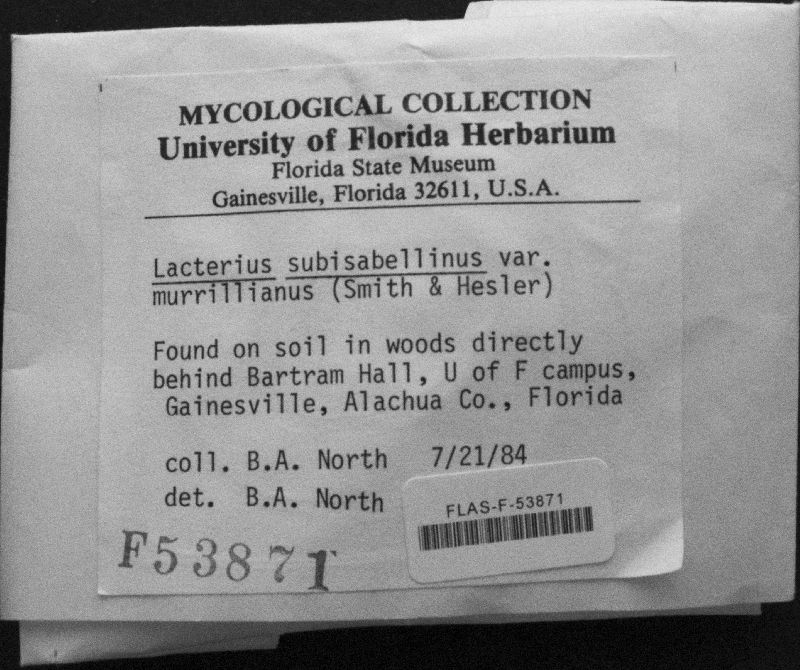 MYCOLOGICAL COLLECTION
University of Florida Herbarium
Florida State Museum
Gainesville, Florida 32611, U.S.A.
Lacterius subisabellinus var.
murrillianus (Smith & Hesler)
Found on soil in woods directly
behind Bartram Hall, U of F campus,
Gainesville, Alachua Co., Florida
coll. B.A. North 7/21/84
det. B.A. North
FLAS-F-53871
F53871